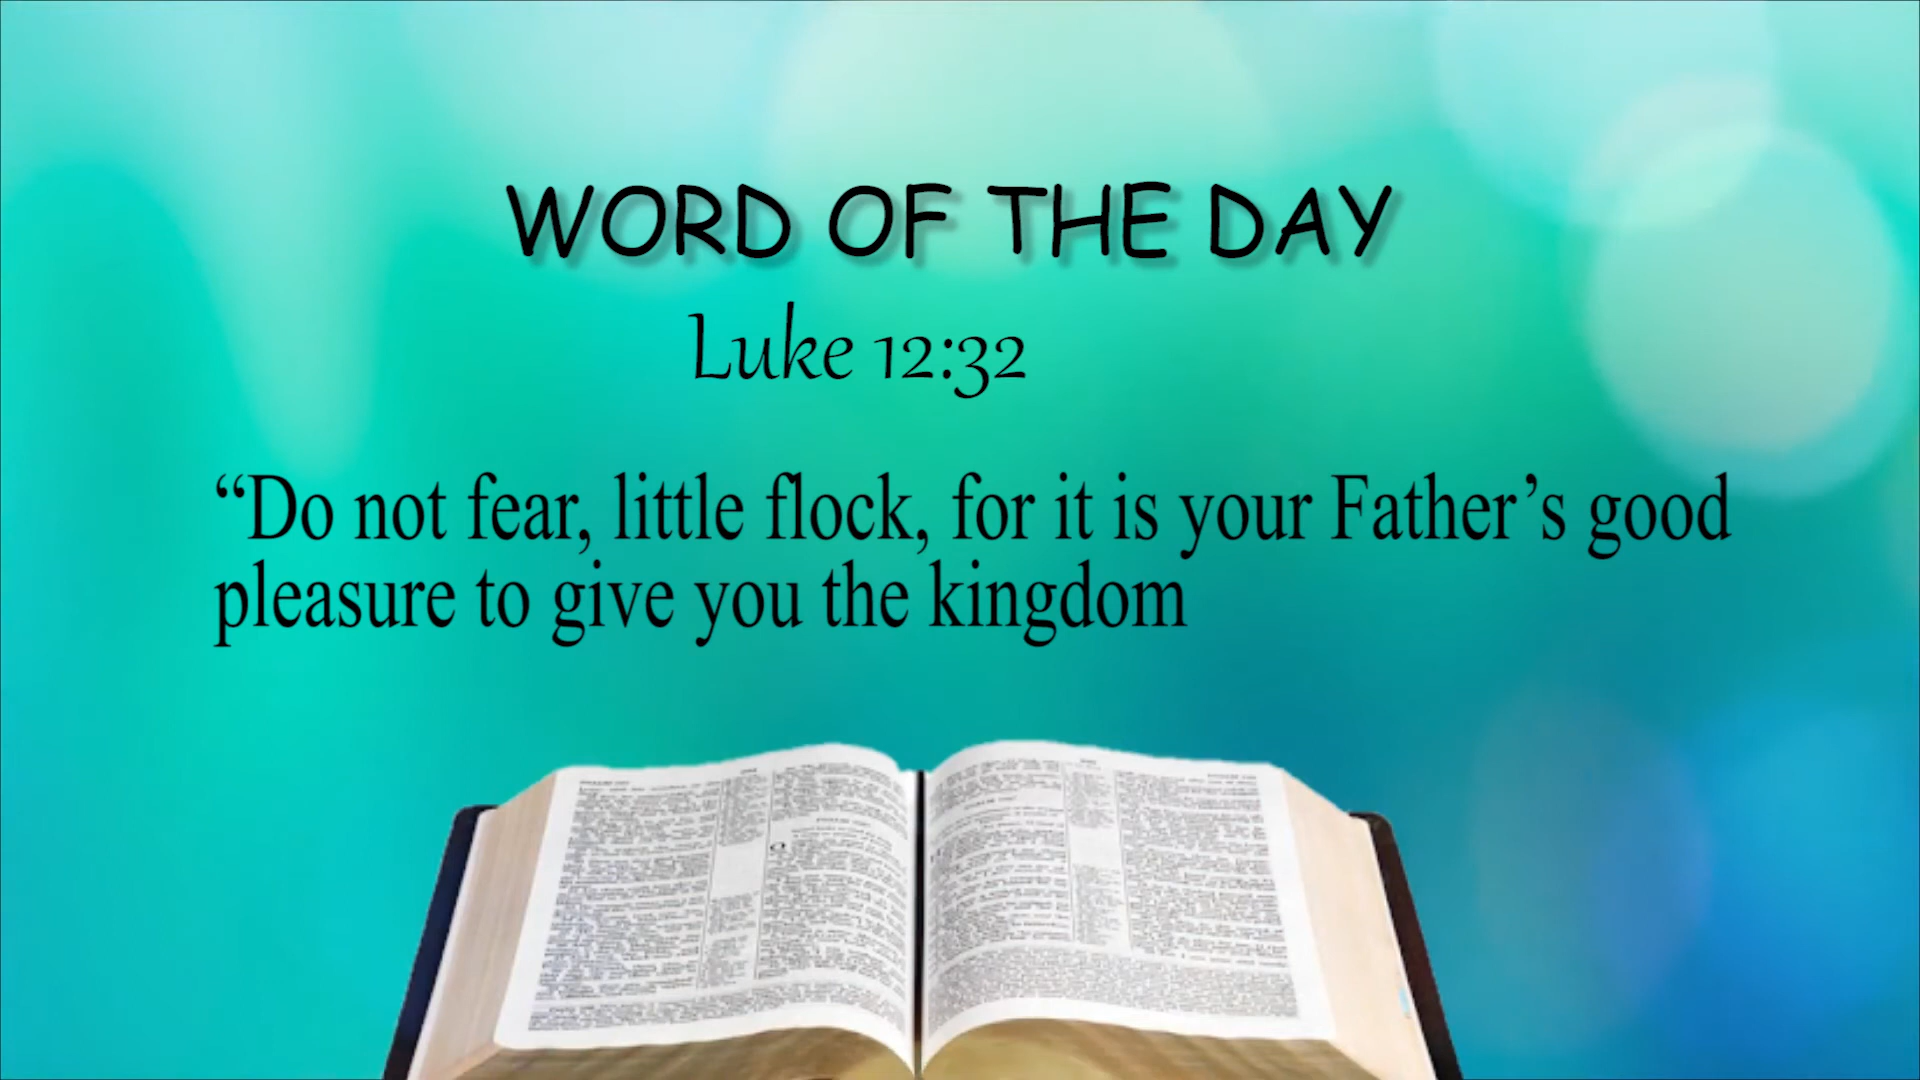 WORD OF THE DAY
Luke 12:32
“Do not fear, little flock, for it is your Father’s good
pleasure to give you the kingdom